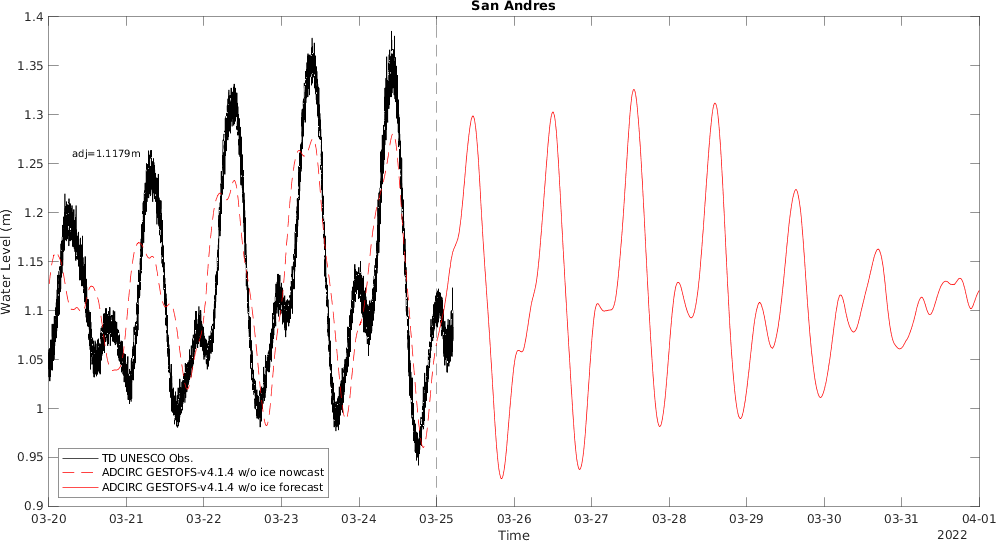 San Andres
1.4
1.35
1.3
1.25
1.2
1.15
1.1
1.05
1
0.95
0.9
Water Level (m)
adj=1.1179m
TD UNESCO Obs.
ADCIRC GESTOFS-v4.1.4 w/o ice nowcast
ADCIRC GESTOFS-v4.1.4 w/o ice forecast
03-20 03-21 03-22 03-23 03-24 03-25 03-26 03-27 03-28 03-29 03-30 03-31 04-01
Time
2022